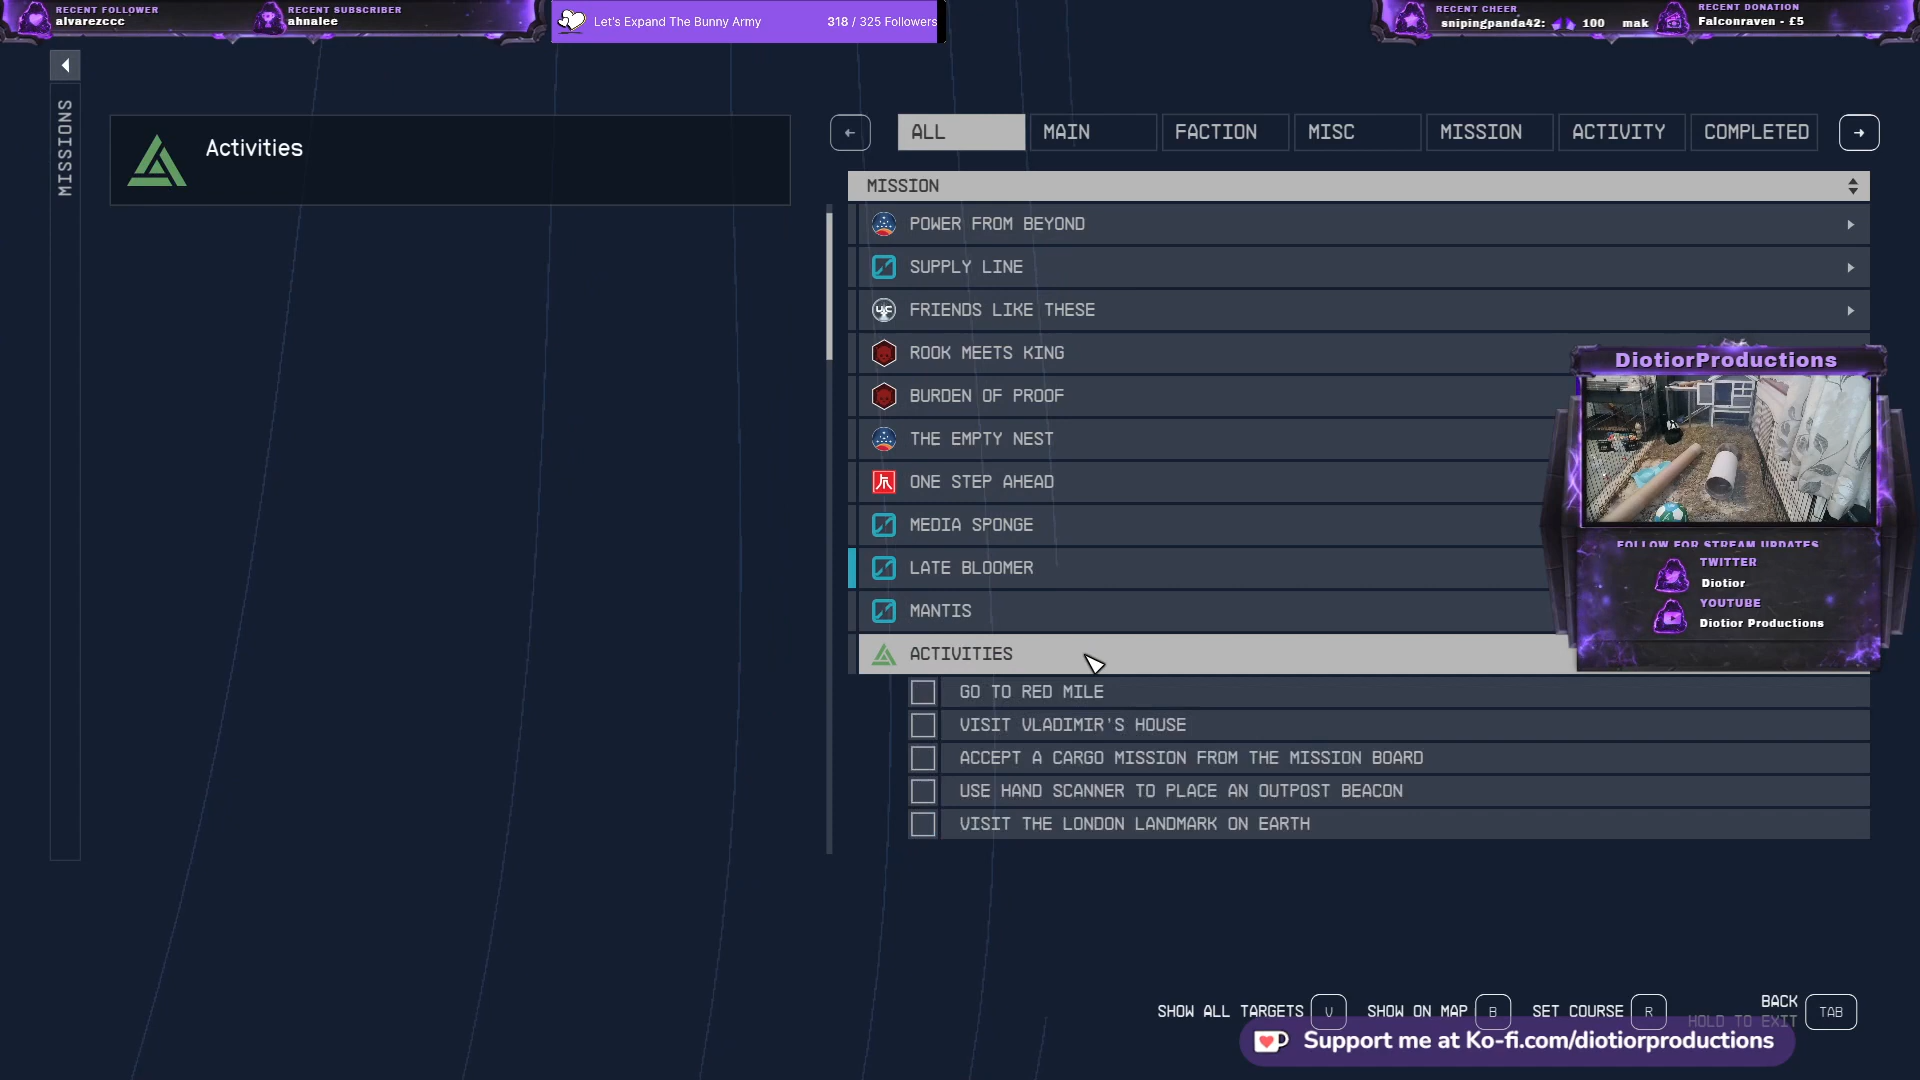 RECENT FOLLOWER
alvarezccc
RECENT SUBSCRIBER
ahnalee
Let's Expand The Bunny Army 318 / 325 Followers
RECENT CHEER
snipingpanda42: 100 mak
RECENT DONATION
Falconraven - £5
MISSIONS
Activities
ALL MAIN FACTION MISC MISSION ACTIVITY COMPLETED
MISSION
POWER FROM BEYOND
SUPPLY LINE
FRIENDS LIKE THESE
ROOK MEETS KING
BURDEN OF PROOF
THE EMPTY NEST
ONE STEP AHEAD
MEDIA SPONGE
LATE BLOOMER
MANTIS
ACTIVITIES
GO TO RED MILE
VISIT VLADIMIR'S HOUSE
ACCEPT A CARGO MISSION FROM THE MISSION BOARD
USE HAND SCANNER TO PLACE AN OUTPOST BEACON
VISIT THE LONDON LANDMARK ON EARTH
DiotiorProductions
FOLLOW FOR STREAM UPDATES
TWITTER
Diotior
YOUTUBE
Diotior Productions
SHOW ALL TARGETS V SHOW ON MAP B SET COURSE R BACK TAB
HOLD TO EXIT
Support me at Ko-fi.com/diotiorproductions